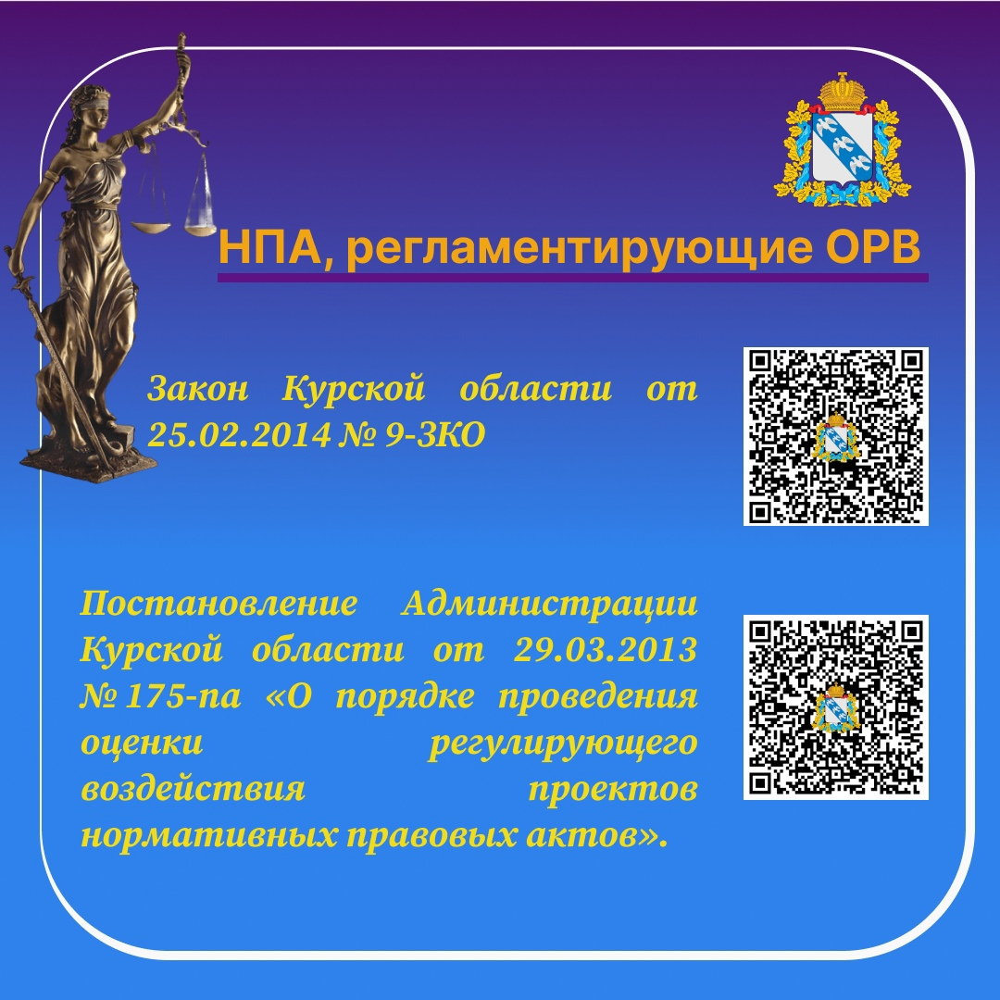 НПА, регламентирующие ОРВ
Закон Курской области от
25.02.2014 № 9-ЗКО
Постановление Администрации
Курской области от 29.03.2013
№ 175-па «О порядке проведения
оценки регулирующего
воздействия проектов
нормативных правовых актов».